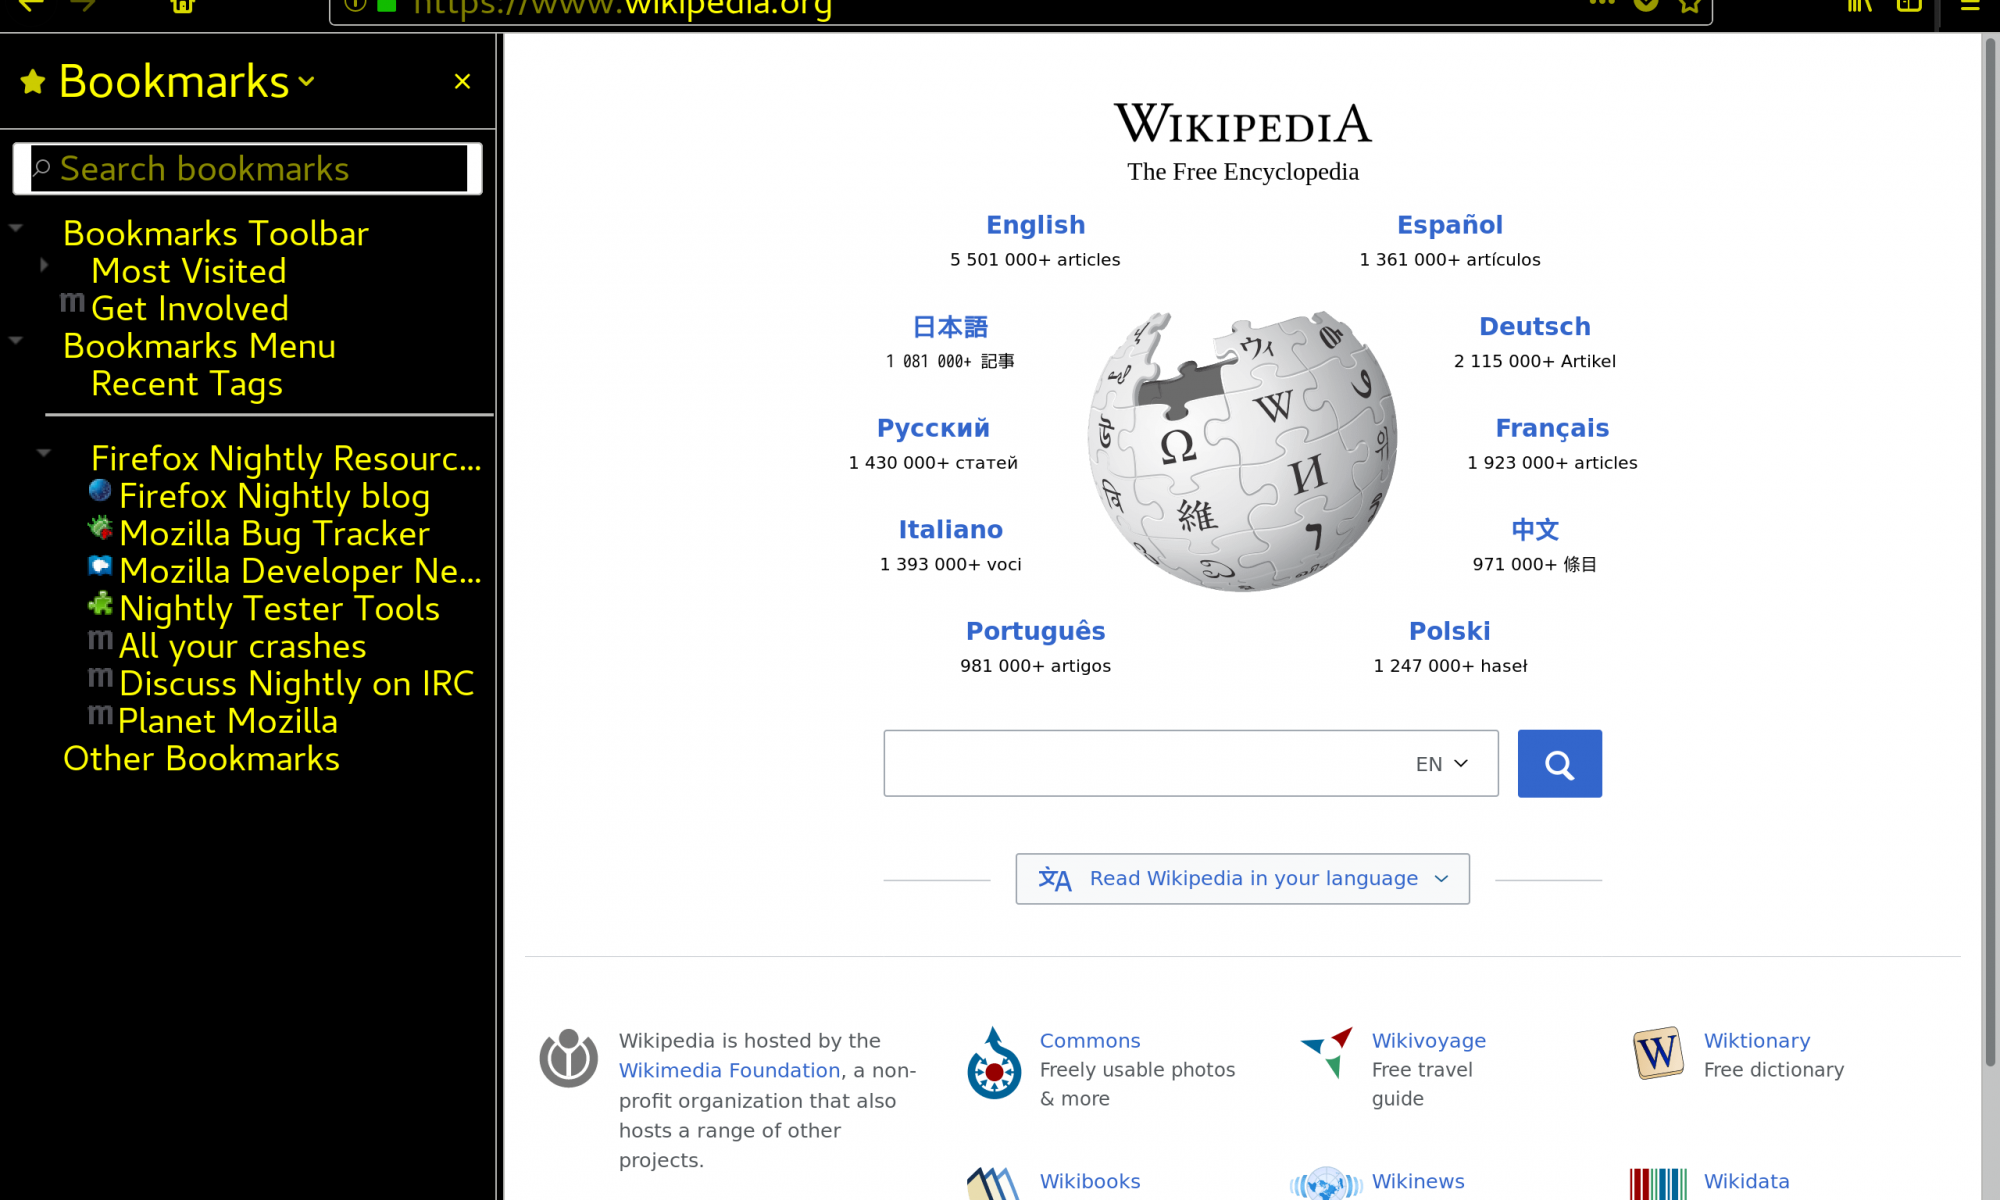 https://www.wikipedia.org
Bookmarks
Search bookmarks
Bookmarks Toolbar
Most Visited
Get Involved
Bookmarks Menu
Recent Tags
Firefox Nightly Resourc...
Firefox Nightly blog
Mozilla Bug Tracker
Mozilla Developer Ne...
Nightly Tester Tools
All your crashes
Discuss Nightly on IRC
Planet Mozilla
Other Bookmarks
WIKIPEDIA
The Free Encyclopedia
English
5 501 000+ articles
Español
1 361 000+ artículos
日本語
1 081 000+ 記事
Deutsch
2 115 000+ Artikel
Русский
1 430 000+ статей
Français
1 923 000+ articles
Italiano
1 393 000+ voci
中文
971 000+ 條目
Português
981 000+ artigos
Polski
1 247 000+ haseł
EN
Read Wikipedia in your language
Wikipedia is hosted by the
Wikimedia Foundation, a non-
profit organization that also
hosts a range of other
projects.
Commons
Freely usable photos
& more
Wikivoyage
Free travel
guide
Wiktionary
Free dictionary
Wikibooks
Wikinews
Wikidata